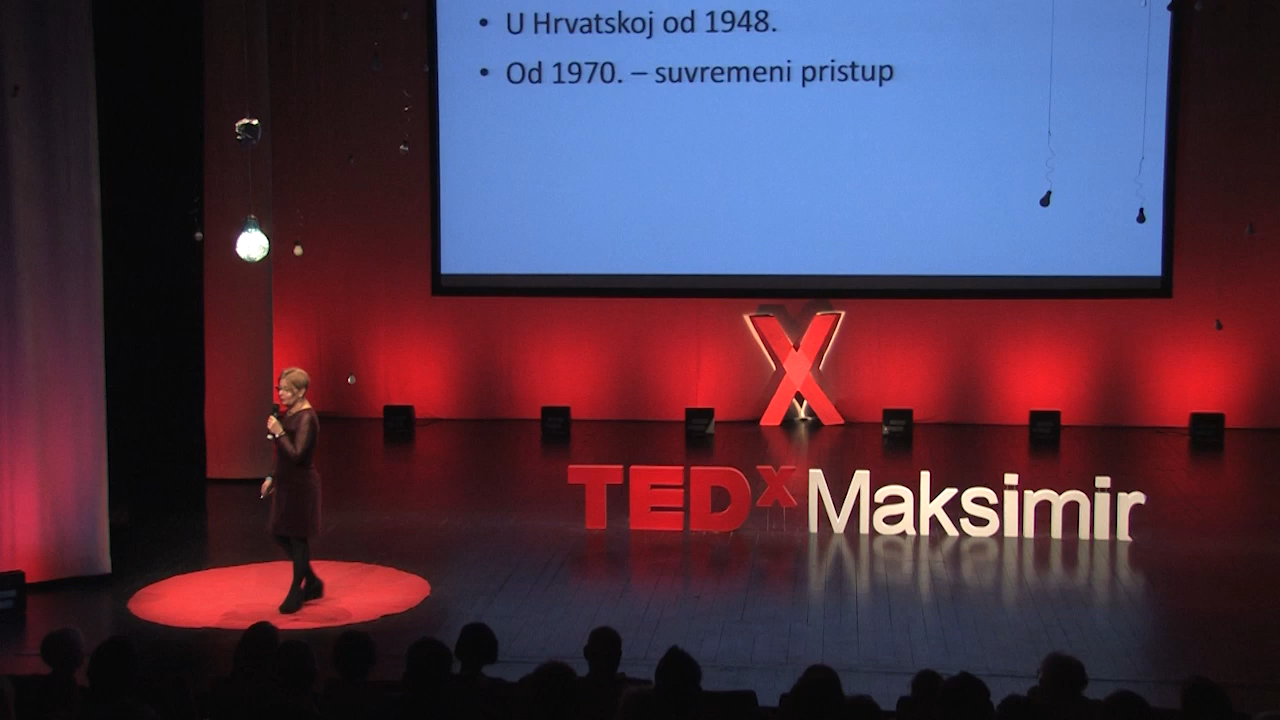 • U Hrvatskoj od 1948.
• Od 1970. – suvremeni pristup
X
TEDx Maksimir